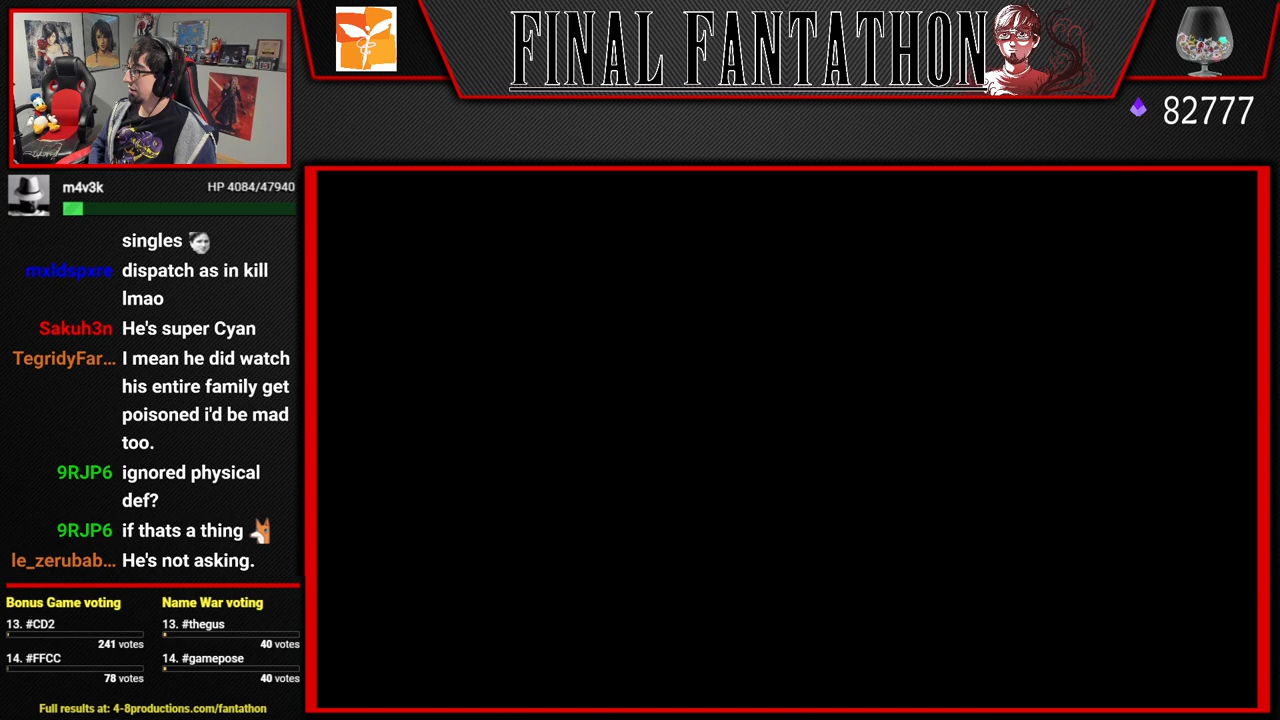 FINAL FANTATHON
82777
m4v3k
HP 4084/47940
singles
mxldspxre dispatch as in kill
lmao
Sakuh3n He's super Cyan
TegridyFar… I mean he did watch
his entire family get
poisoned i'd be mad
too.
9RJP6 ignored physical
def?
9RJP6 if thats a thing
le_zerubab… He's not asking.
Bonus Game voting
13. #CD2
241 votes
14. #FFCC
78 votes
Name War voting
13. #thegus
40 votes
14. #gamepose
40 votes
Full results at: 4-8productions.com/fantathon